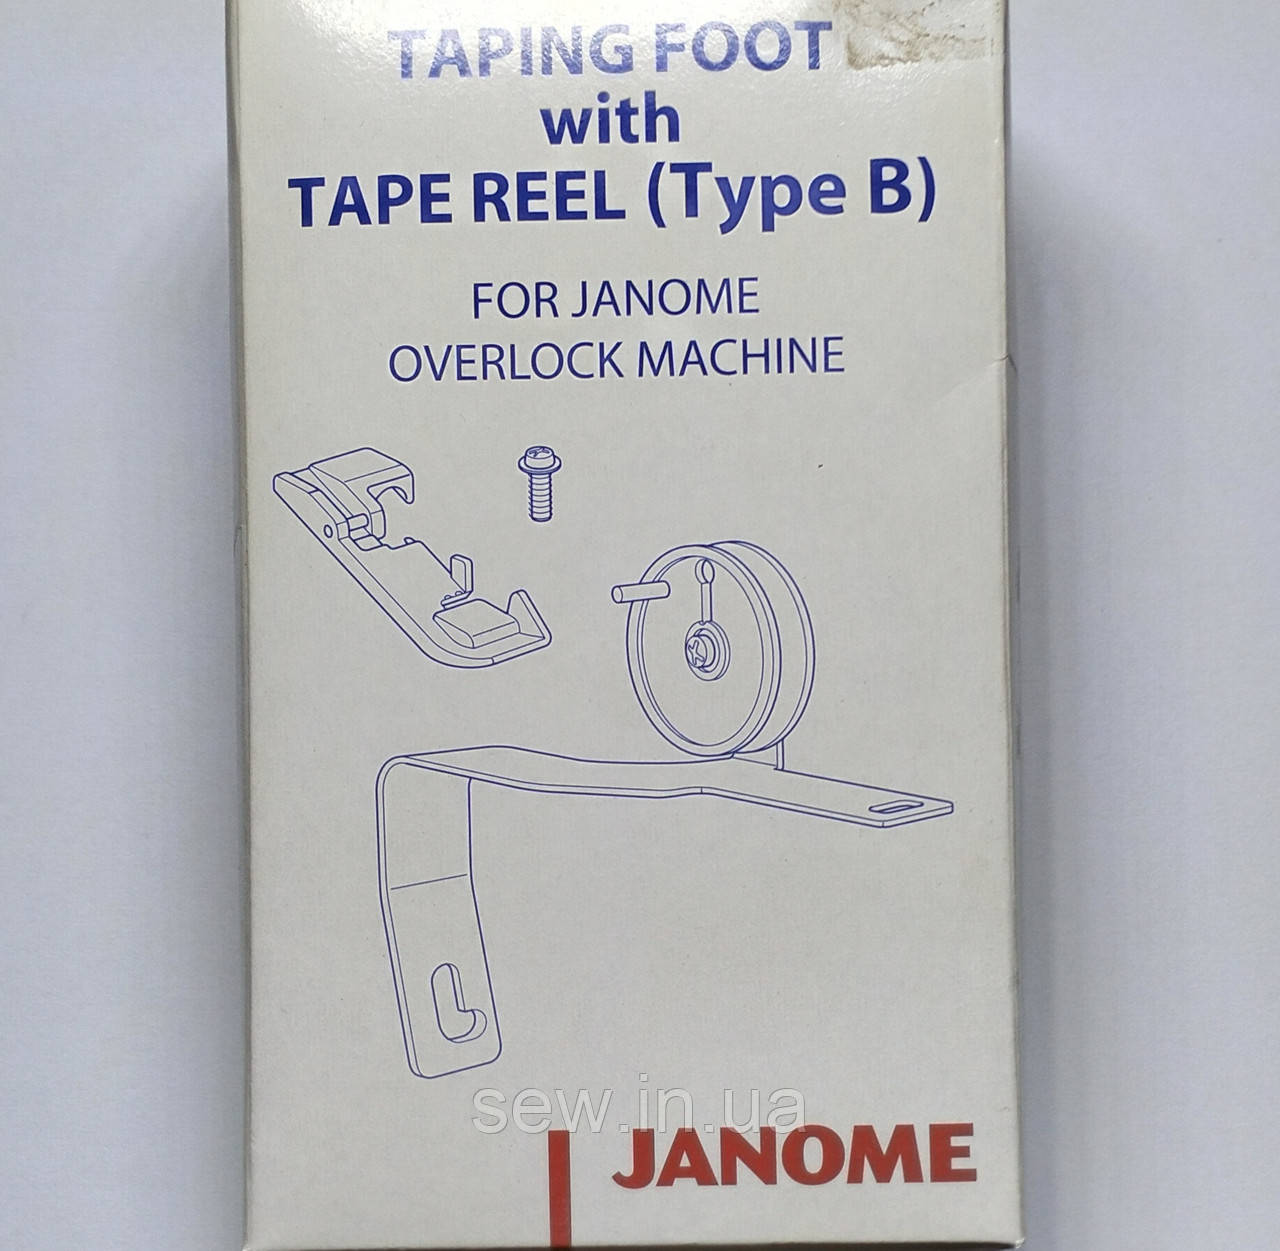 TAPING FOOT
with
TAPE REEL (Type B)
FOR JANOME
OVERLOCK MACHINE
sew.in.ua
JANOME